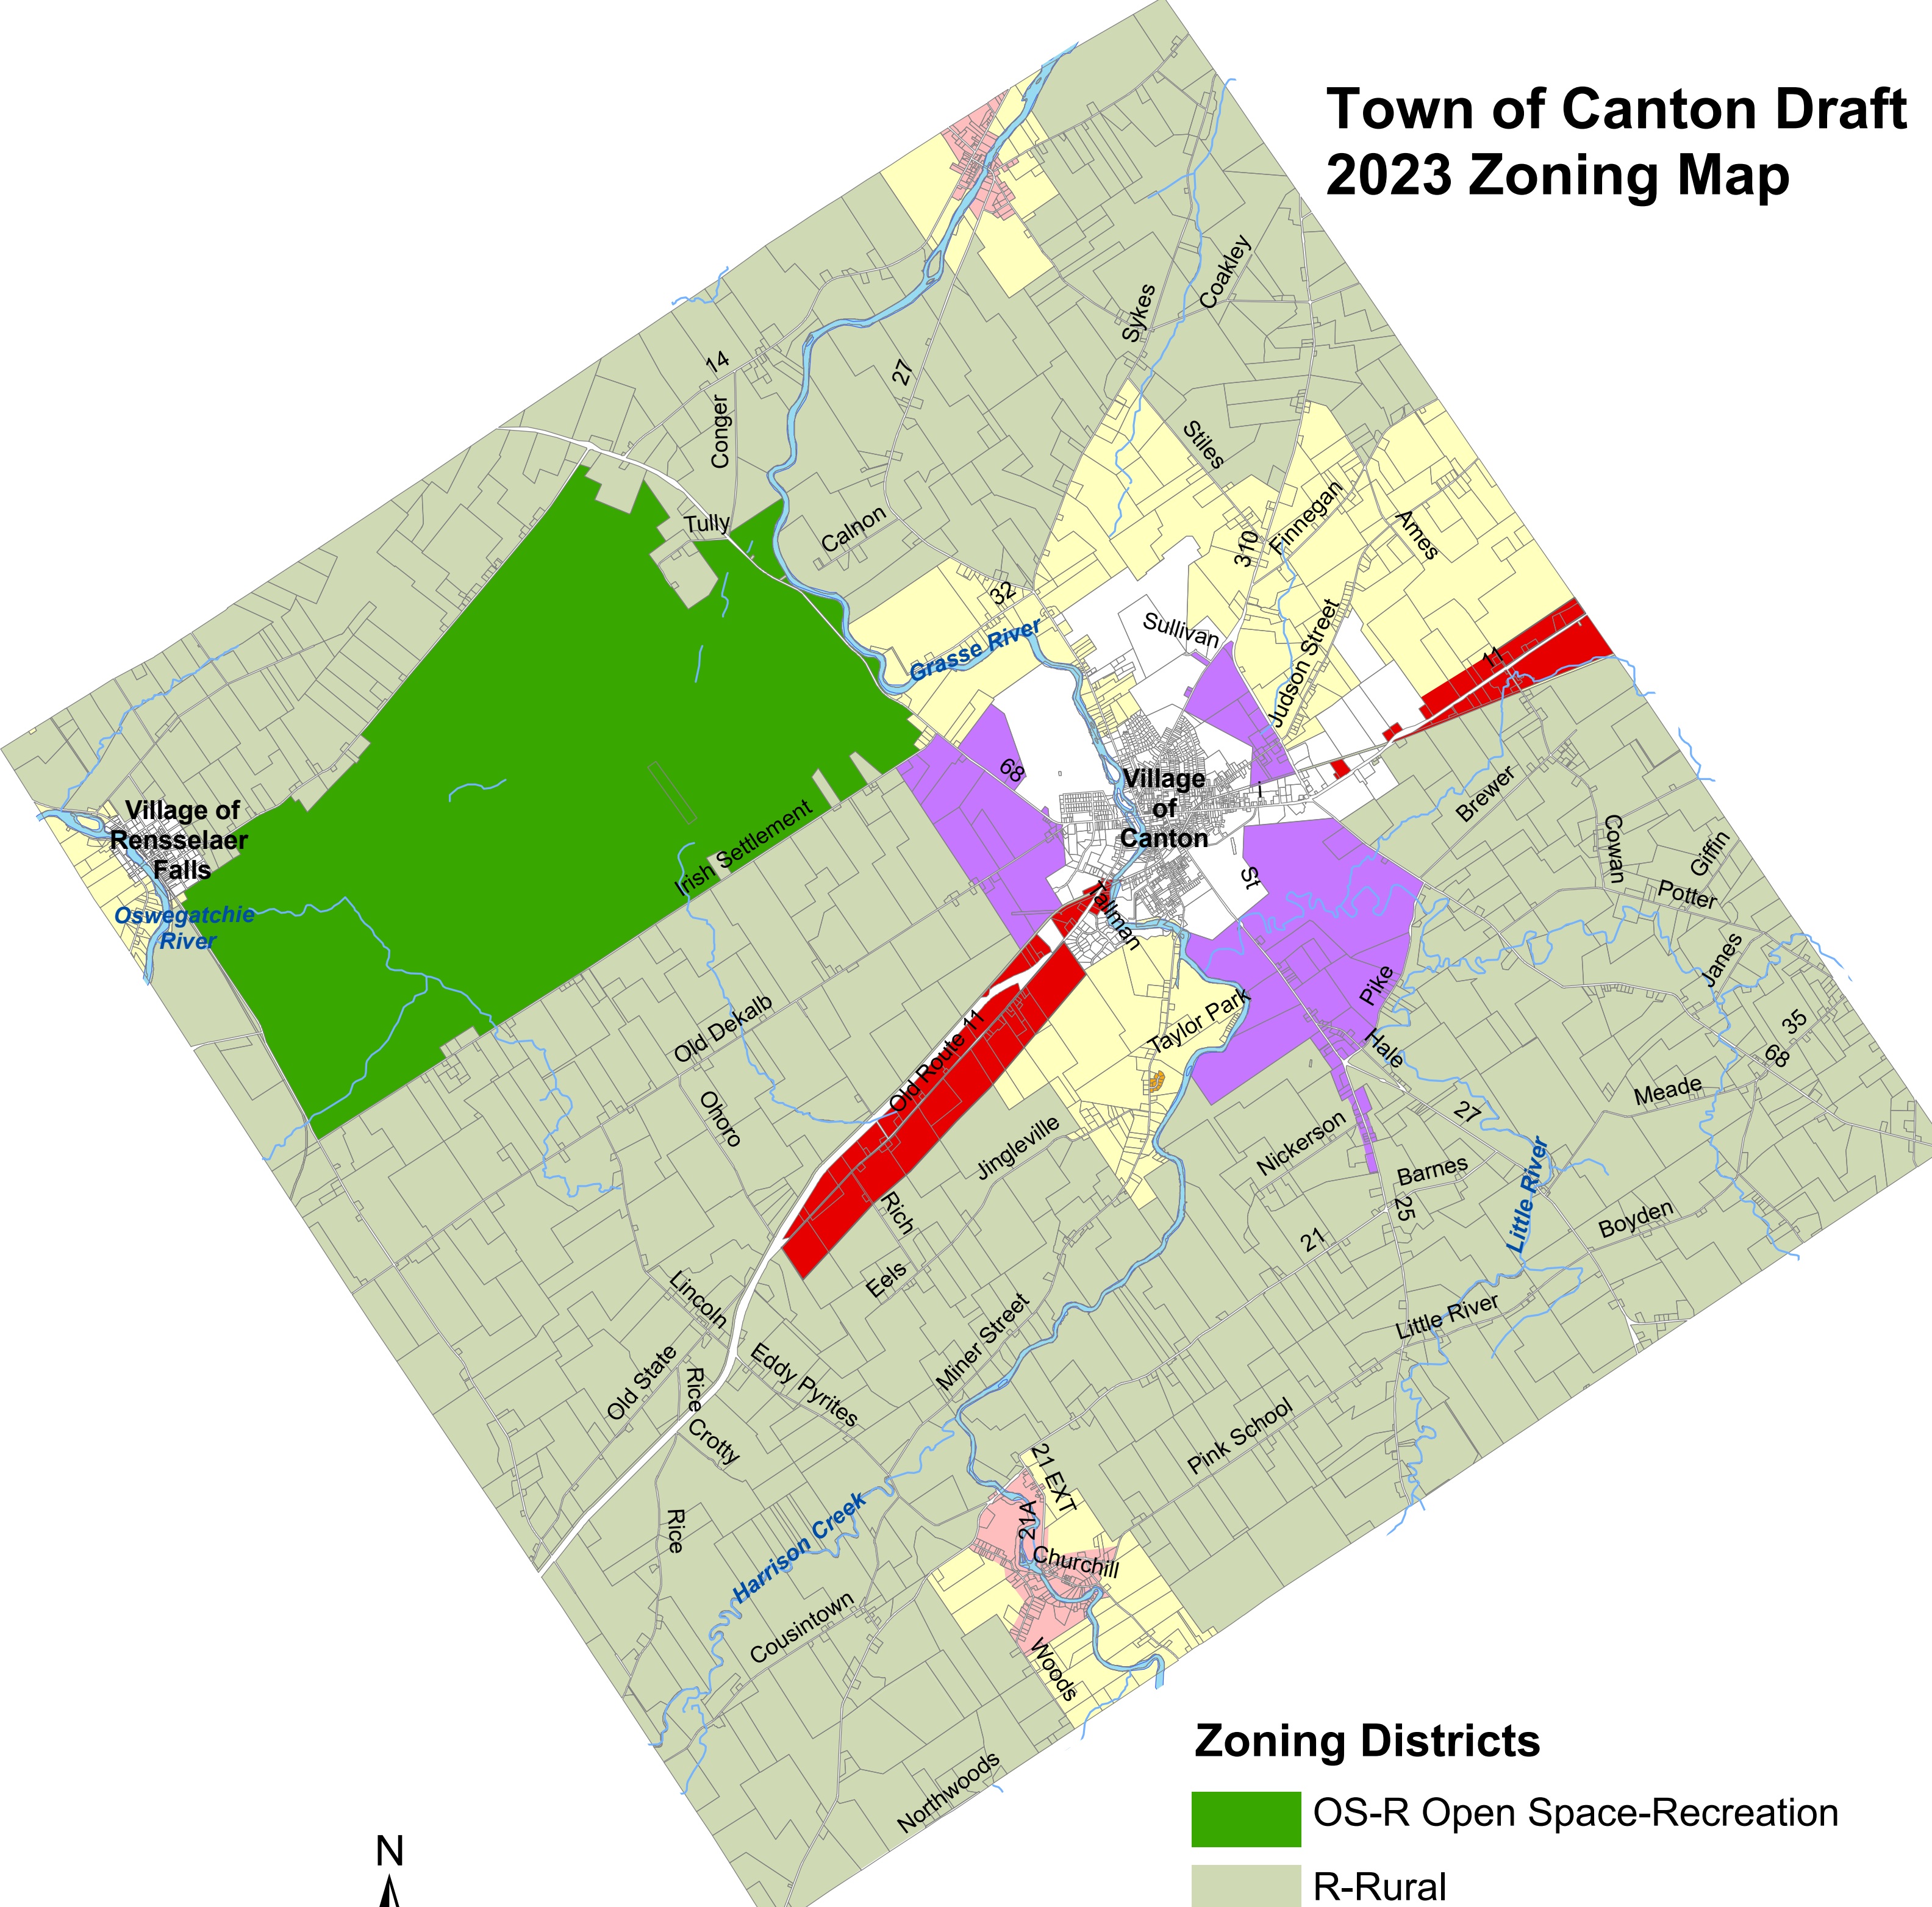 Town of Canton Draft
2023 Zoning Map
Coakley
Sykes
14
27
Conger
Stiles
Tully
Calnon
310
Finnegan
Ames
32
Grasse River
Sullivan
Judson Street
11
68
Village
of
Canton
i
Brewer
Village of
Rensselaer
Falls
Irish Settlement
Cowan
Giffin
Potter
St
Tallman
Oswegatchie
River
Janes
Pike
Taylor Park
Old Dekalb
Old Route 11
Hale
35
68
Meade
Ohoro
27
Jingleville
Nickerson
Barnes
Little River
Rich
25
Boyden
21
Eels
Lincoln
Little River
Miner Street
Eddy Pyrites
Old State
Rice
Crotty
Pink School
21 EXT
21A
Rice
Harrison Creek
Churchill
Cousintown
Woods
Northwoods
Zoning Districts
OS-R Open Space-Recreation
R-Rural
N